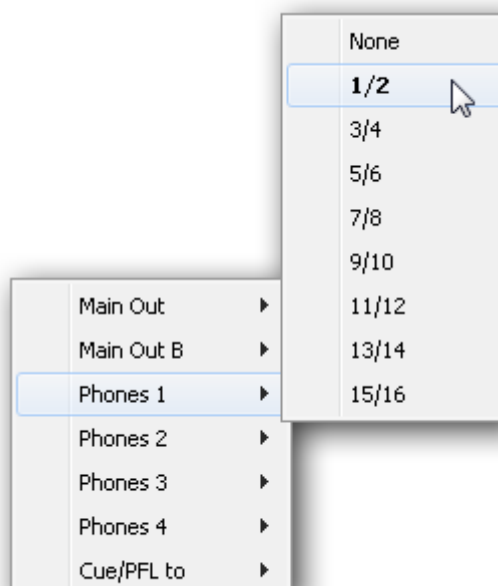 None
1/2
3/4
5/6
7/8
9/10
11/12
13/14
15/16
Main Out
Main Out B
Phones 1
Phones 2
Phones 3
Phones 4
Cue/PFL to